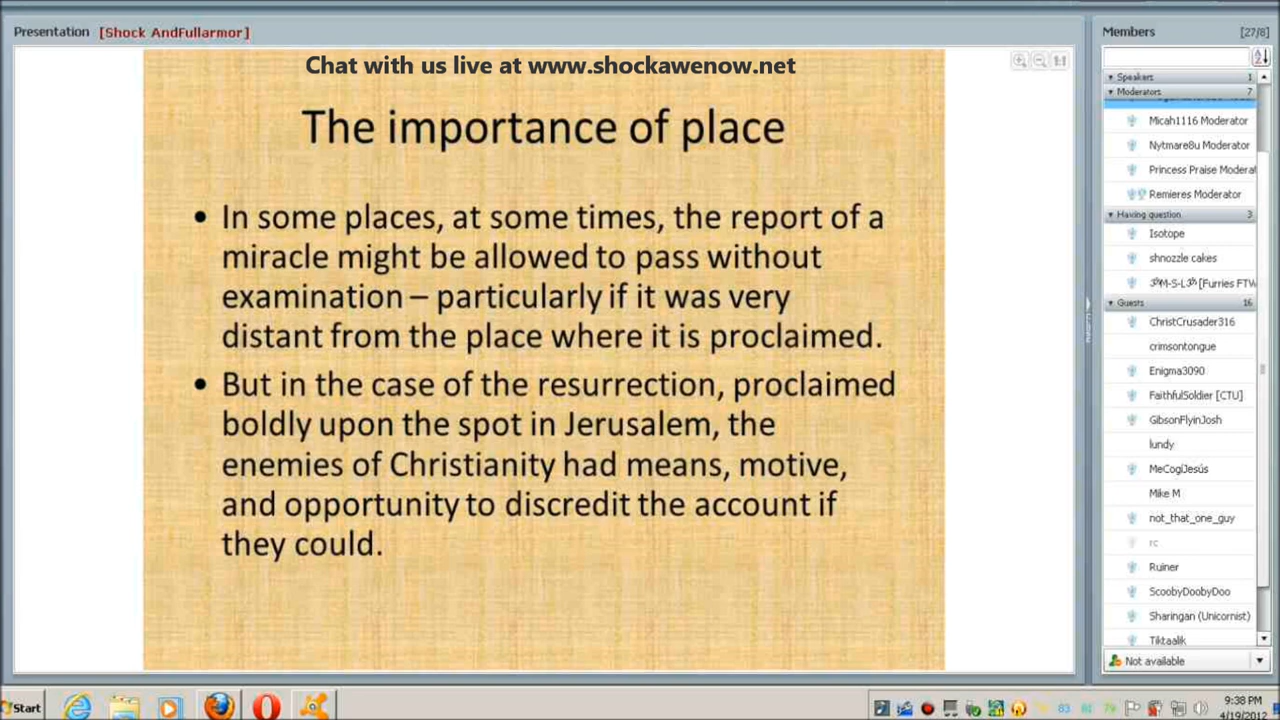 Presentation [Shock AndFullarmor]
Chat with us live at www.shockawenow.net
The importance of place
• In some places, at some times, the report of a
miracle might be allowed to pass without
examination – particularly if it was very
distant from the place where it is proclaimed.
• But in the case of the resurrection, proclaimed
boldly upon the spot in Jerusalem, the
enemies of Christianity had means, motive,
and opportunity to discredit the account if
they could.
Members [27/8]
Speakers 1
Moderators 7
Micah1116 Moderator
Nytmare8u Moderator
Princess Praise Moderat
Remieres Moderator
Having question 3
Isotope
shnozzle cakes
[Furries FTW
Guests 16
ChristCrusader316
crimsontongue
Enigma3090
FaithfulSoldier [CTU]
GibsonFlyinJosh
lundy
MeCogiJesús
Mike M
not_that_one_guy
rc
Ruiner
ScoobyDoobyDoo
Sharingan (Unicornist)
Tiktaalik
Not available
Start
9:38 PM
4/19/2012